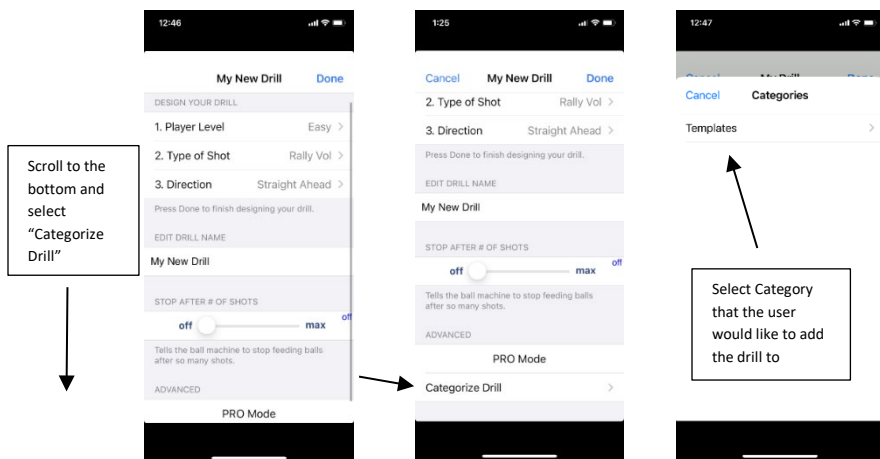 Scroll to the
bottom and
select
“Categorize
Drill”
12:46
My New Drill Done
DESIGN YOUR DRILL
1. Player Level Easy >
2. Type of Shot Rally Vol >
3. Direction Straight Ahead >
Press Done to finish designing your drill.
EDIT DRILL NAME
My New Drill
STOP AFTER # OF SHOTS
off max off
Tells the ball machine to stop feeding balls
after so many shots.
ADVANCED
PRO Mode
1:25
Cancel My New Drill Done
2. Type of Shot Rally Vol >
3. Direction Straight Ahead >
Press Done to finish designing your drill.
EDIT DRILL NAME
My New Drill
STOP AFTER # OF SHOTS
off max off
Tells the ball machine to stop feeding balls
after so many shots.
ADVANCED
PRO Mode
Categorize Drill >
12:47
Cancel Categories
Templates >
Select Category
that the user
would like to add
the drill to